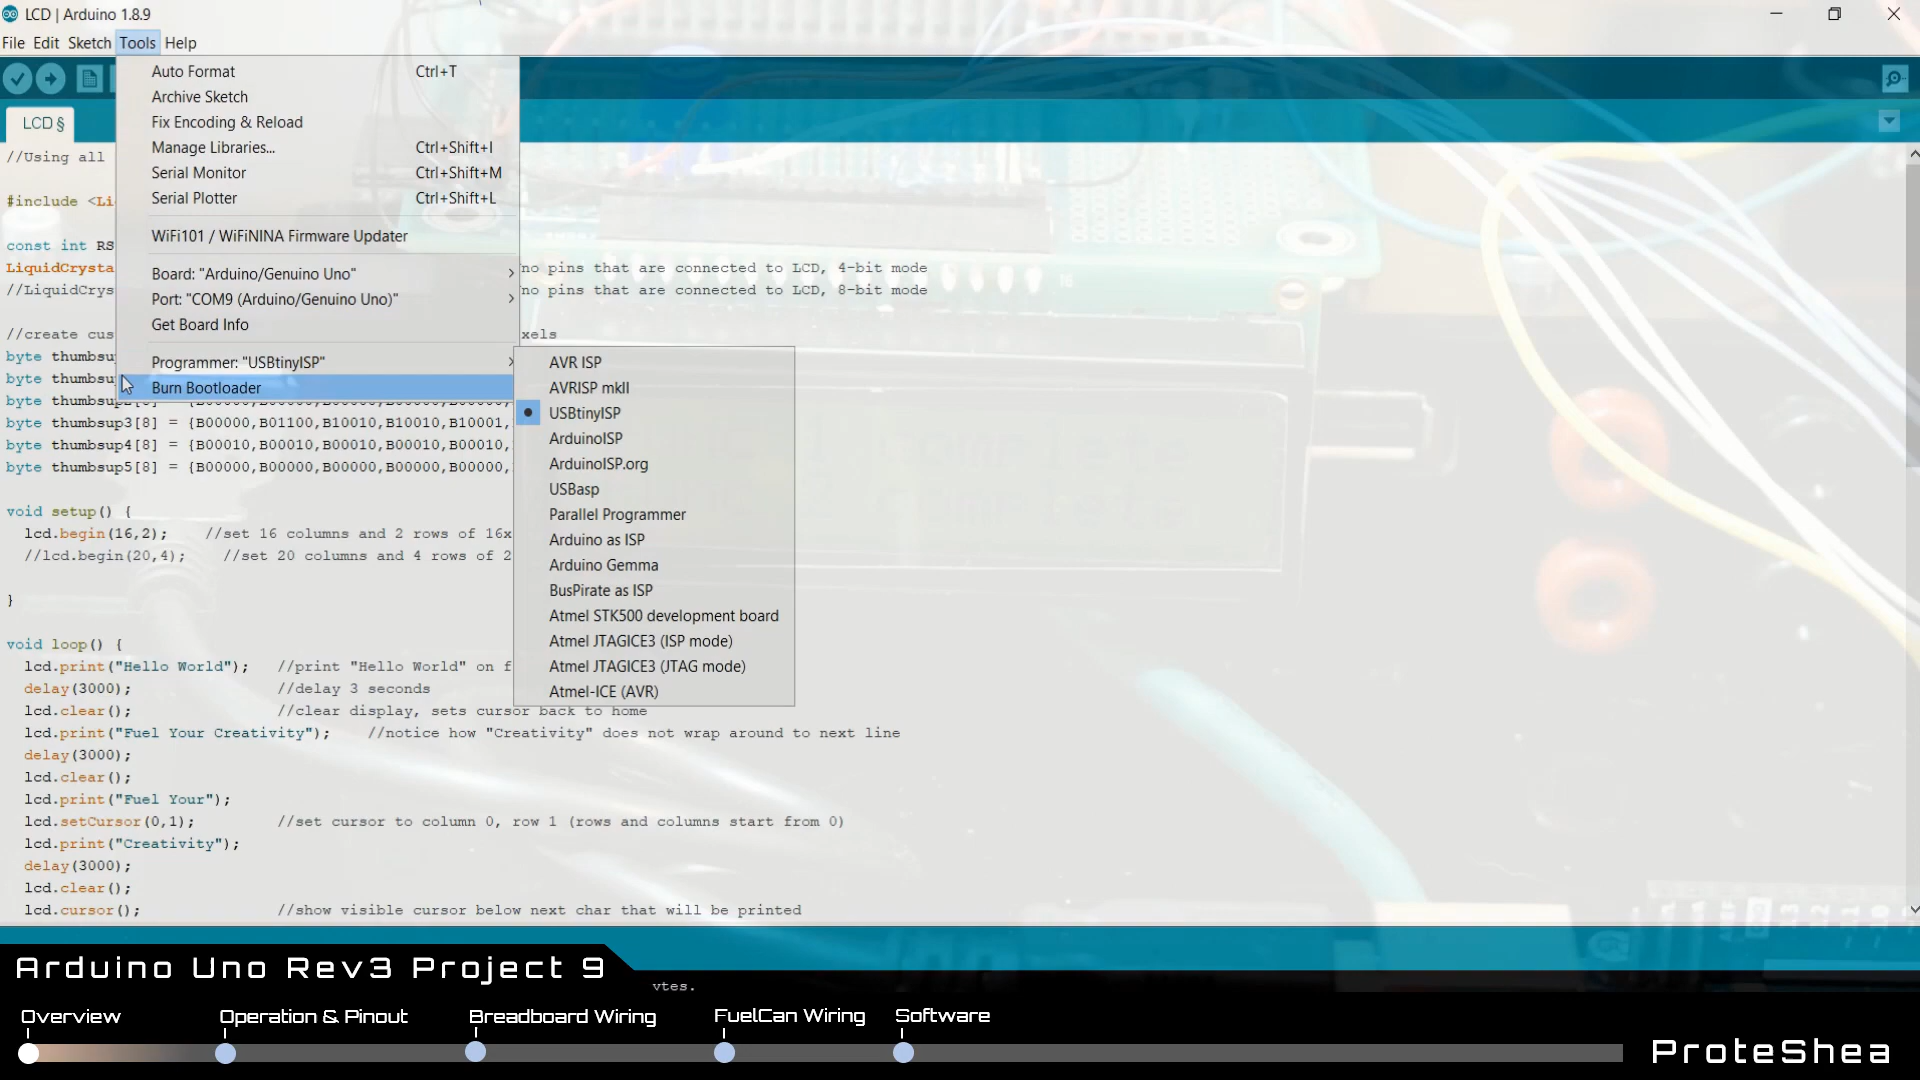 LCD | Arduino 1.8.9
File Edit Sketch Tools Help
Auto Format Ctrl+T
Archive Sketch
Fix Encoding & Reload
Manage Libraries... Ctrl+Shift+I
Serial Monitor Ctrl+Shift+M
Serial Plotter Ctrl+Shift+L
WiFi101 / WiFiNINA Firmware Updater
Board: "Arduino/Genuino Uno"
Port: "COM9 (Arduino/Genuino Uno)"
Get Board Info
Programmer: "USBtinyISP"
Burn Bootloader
AVR ISP
AVRISP mkII
USBtinyISP
ArduinoISP
ArduinoISP.org
USBasp
Parallel Programmer
Arduino as ISP
Arduino Gemma
BusPirate as ISP
Atmel STK500 development board
Atmel JTAGICE3 (ISP mode)
Atmel JTAGICE3 (JTAG mode)
Atmel-ICE (AVR)
LCD §
//Using all
#include <Li
const int RS
LiquidCrysta no pins that are connected to LCD, 4-bit mode
//LiquidCrys no pins that are connected to LCD, 8-bit mode
//create cus xels
byte thumbsup
byte thumbsu
byte thumbsup2[8] = {B00000,B00000,B00000,B00000,B00000,
byte thumbsup3[8] = {B00000,B01100,B10010,B10010,B10001,
byte thumbsup4[8] = {B00010,B00010,B00010,B00010,B00010,
byte thumbsup5[8] = {B00000,B00000,B00000,B00000,B00000,
void setup() {
lcd.begin(16,2); //set 16 columns and 2 rows of 16x
//lcd.begin(20,4); //set 20 columns and 4 rows of 2
}
void loop() {
lcd.print("Hello World"); //print "Hello World" on f
delay(3000); //delay 3 seconds
lcd.clear(); //clear display, sets cursor back to home
lcd.print("Fuel Your Creativity"); //notice how "Creativity" does not wrap around to next line
delay(3000);
lcd.clear();
lcd.print("Fuel Your");
lcd.setCursor(0,1); //set cursor to column 0, row 1 (rows and columns start from 0)
lcd.print("Creativity");
delay(3000);
lcd.clear();
lcd.cursor(); //show visible cursor below next char that will be printed
Arduino Uno Rev3 Project 9
ytes.
Overview
Operation & Pinout
Breadboard Wiring
FuelCan Wiring
Software
ProteShea